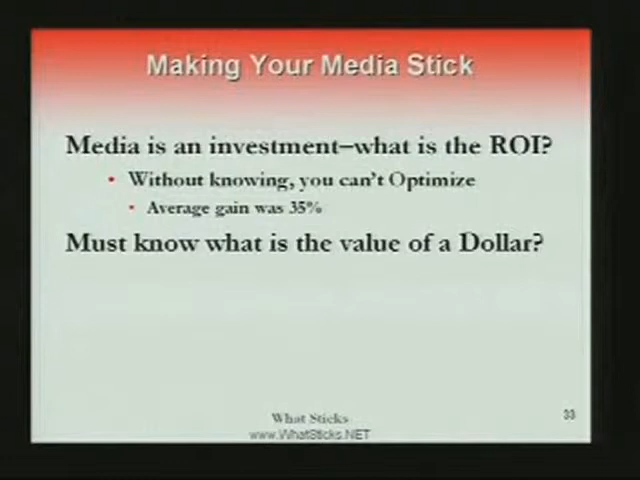 Making Your Media Stick
Media is an investment–what is the ROI?
• Without knowing, you can't Optimize
• Average gain was 35%
Must know what is the value of a Dollar?
What Sticks
www.WhatSticks.NET
33